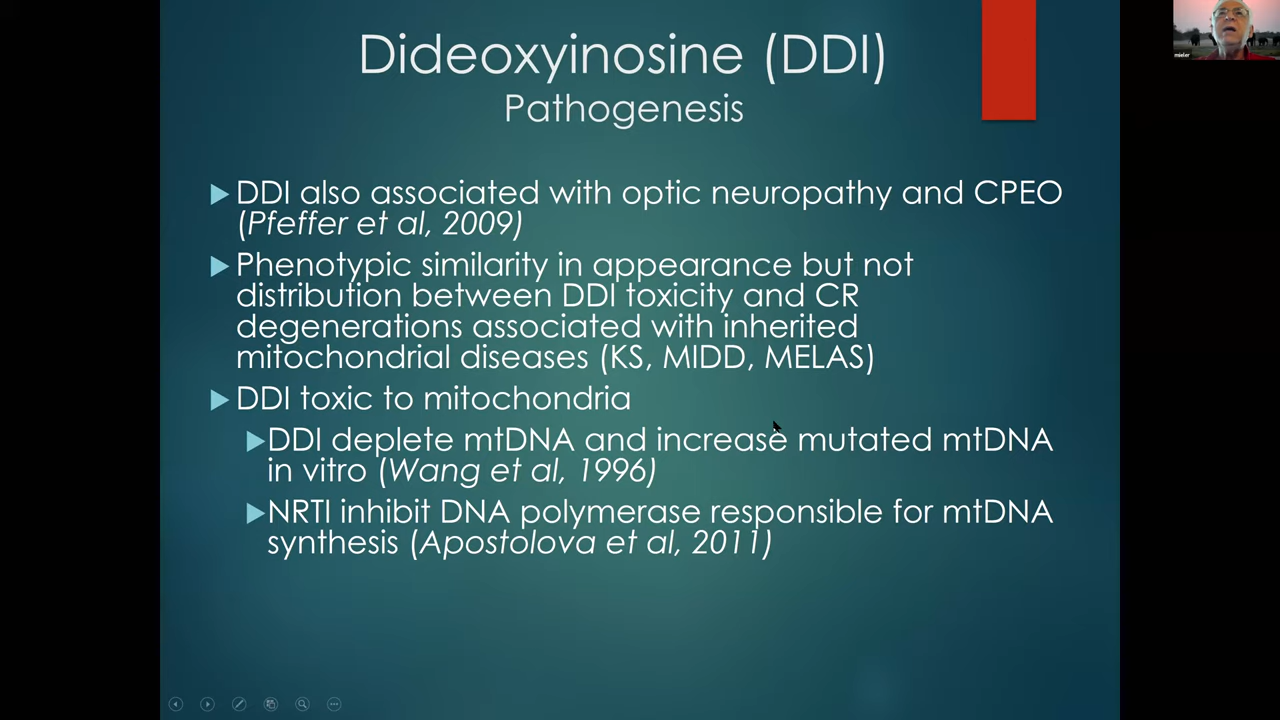 Dideoxyinosine (DDI)
Pathogenesis
DDI also associated with optic neuropathy and CPEO
(Pfeffer et al, 2009)
Phenotypic similarity in appearance but not
distribution between DDI toxicity and CR
degenerations associated with inherited
mitochondrial diseases (KS, MIDD, MELAS)
DDI toxic to mitochondria
DDI deplete mtDNA and increase mutated mtDNA
in vitro (Wang et al, 1996)
NRTI inhibit DNA polymerase responsible for mtDNA
synthesis (Apostolova et al, 2011)
mieler